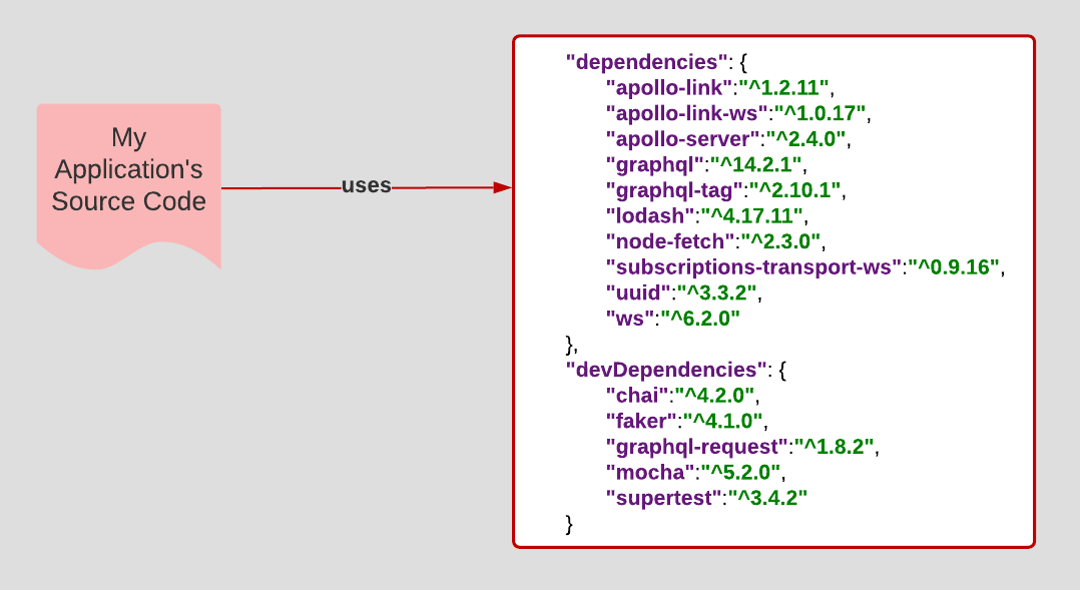 My
Application's
Source Code
uses
"dependencies": {
"apollo-link":"^1.2.11",
"apollo-link-ws":"^1.0.17",
"apollo-server":"^2.4.0",
"graphql":"^14.2.1",
"graphql-tag":"^2.10.1",
"lodash":"^4.17.11",
"node-fetch":"^2.3.0",
"subscriptions-transport-ws":"^0.9.16",
"uuid":"^3.3.2",
"ws":"^6.2.0"
},
"devDependencies": {
"chai":"^4.2.0",
"faker":"^4.1.0",
"graphql-request":"^1.8.2",
"mocha":"^5.2.0",
"supertest":"^3.4.2"
}